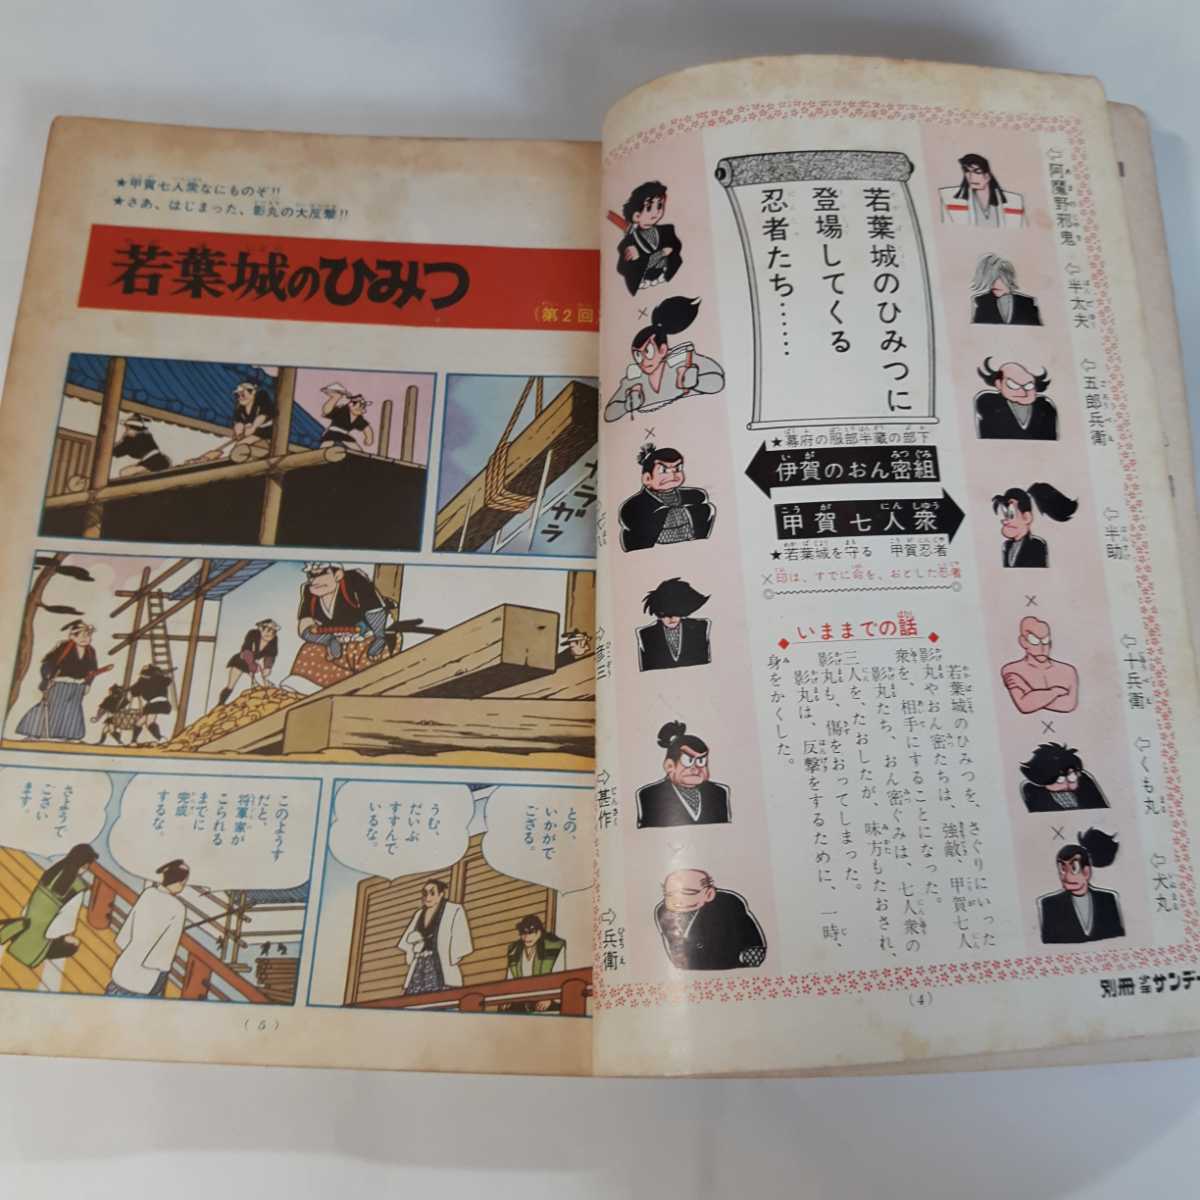 若葉城のひみつに
登場してくる
忍者たち……
★幕府の服部半蔵の部下
伊賀のおん密組
甲賀七人衆
★若葉城を守る 甲賀忍者
×印は、すでに命を、おとした忍者
阿魔野邪鬼
半太夫
五郎兵衛
半助
十兵衛
くも丸
犬丸
彦三
甚作
兵衛
いままでの話
若葉城のひみつを、さぐりにいった
影丸やおん密たちは、強敵、甲賀七人
衆を、相手にすることになった。
影丸たち、おん密ぐみは、七人衆の
三人を、たおしたが、味方もたおされ、
影丸も、傷をおってしまった。
影丸は、反撃をするために、一時、
身をかくした。
(4)
別冊少年サンデー
★甲賀七人衆なにものぞ!!
★さあ、はじまった、影丸の大反撃!!
若葉城のひみつ
(第2回)
ガラガラ
との、
いかがで
ござる。
うむ、
だいぶ
すすんで
いるな。
このようす
だと、
将軍家が
こられる
までに
完成
するな。
さようで
ござい
ます。
(5)